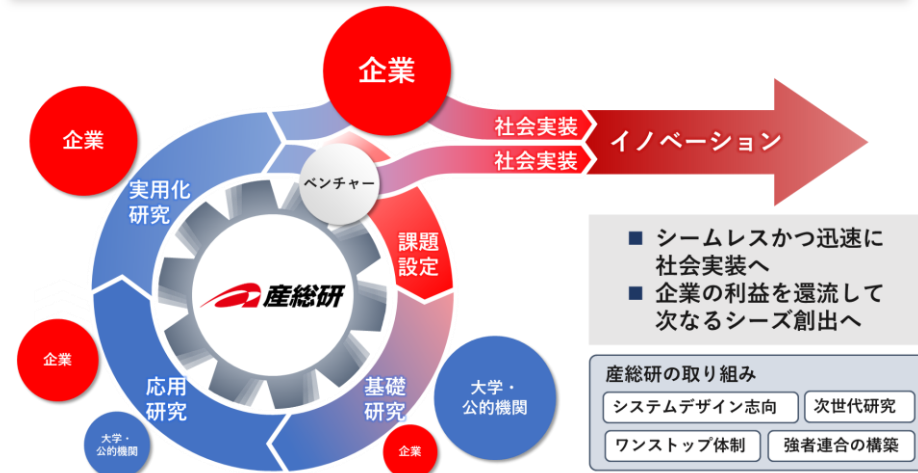 企業
企業
社会実装
イノベーション
社会実装
ベンチャー
実用化
研究
課題
設定
シームレスかつ迅速に
社会実装へ
企業の利益を還流して
次なるシーズ創出へ
産総研
企業
応用
研究
基礎
研究
大学・
公的機関
大学・
公的機関
企業
産総研の取り組み
システムデザイン志向
次世代研究
ワンストップ体制
強者連合の構築